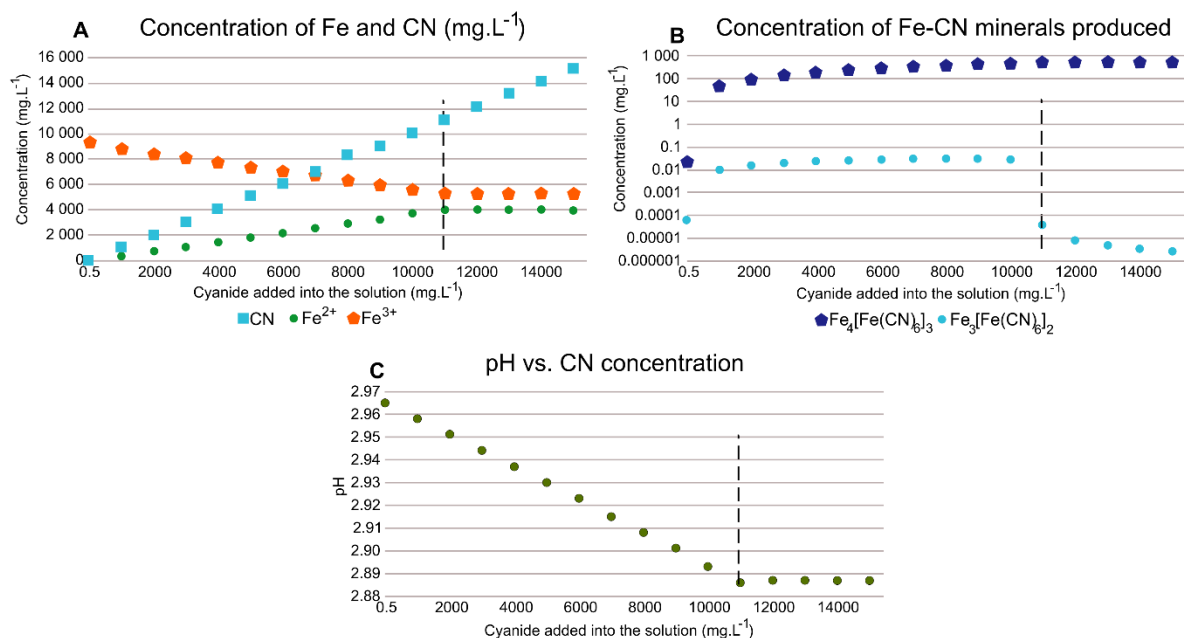 A
Concentration of Fe and CN (mg.L⁻¹)
16 000
14 000
12 000
10 000
8 000
6 000
4 000
2 000
0
Concentration (mg.L⁻¹)
0.5 2000 4000 6000 8000 10000 12000 14000
Cyanide added into the solution (mg.L⁻¹)
CN Fe²⁺ Fe³⁺
B
Concentration of Fe-CN minerals produced
1 000
100
10
1
0.1
0.01
0.001
0.0001
0.00001
0.000001
Concentration (mg.L⁻¹)
0.5 2000 4000 6000 8000 10000 12000 14000
Cyanide added into the solution (mg.L⁻¹)
Fe₄[Fe(CN)₆]₃ Fe₃[Fe(CN)₆]₂
C
pH vs. CN concentration
2.97
2.96
2.95
2.94
2.93
2.92
2.91
2.90
2.89
2.88
pH
0.5 2000 4000 6000 8000 10000 12000 14000
Cyanide added into the solution (mg.L⁻¹)